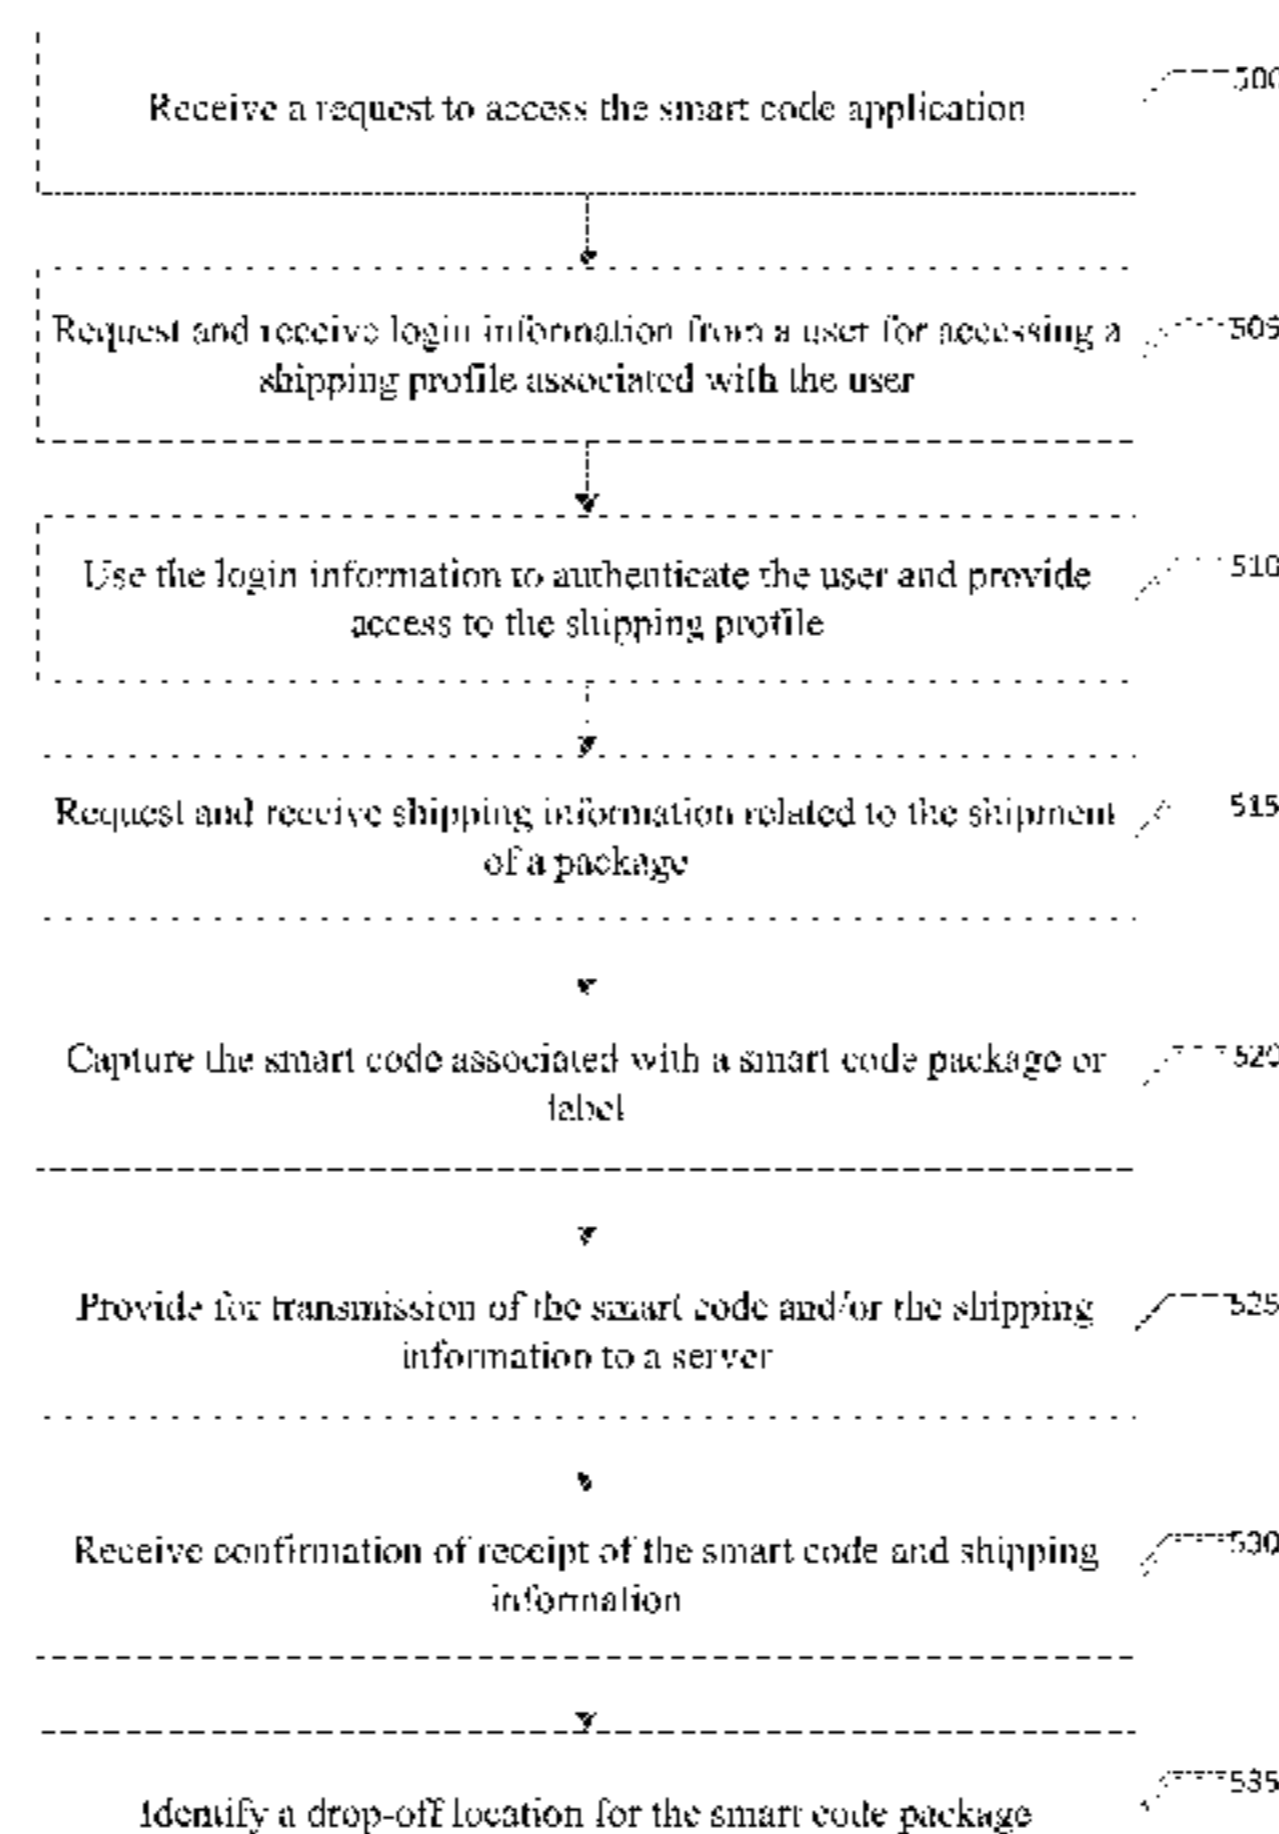 Receive a request to access the smart code application
500
Request and receive login information from a user for accessing a
shipping profile associated with the user
505
Use the login information to authenticate the user and provide
access to the shipping profile
510
Request and receive shipping information related to the shipment
of a package
515
Capture the smart code associated with a smart code package or
label
520
Provide for transmission of the smart code and/or the shipping
information to a server
525
Receive confirmation of receipt of the smart code and shipping
information
530
Identify a drop-off location for the smart code package
535